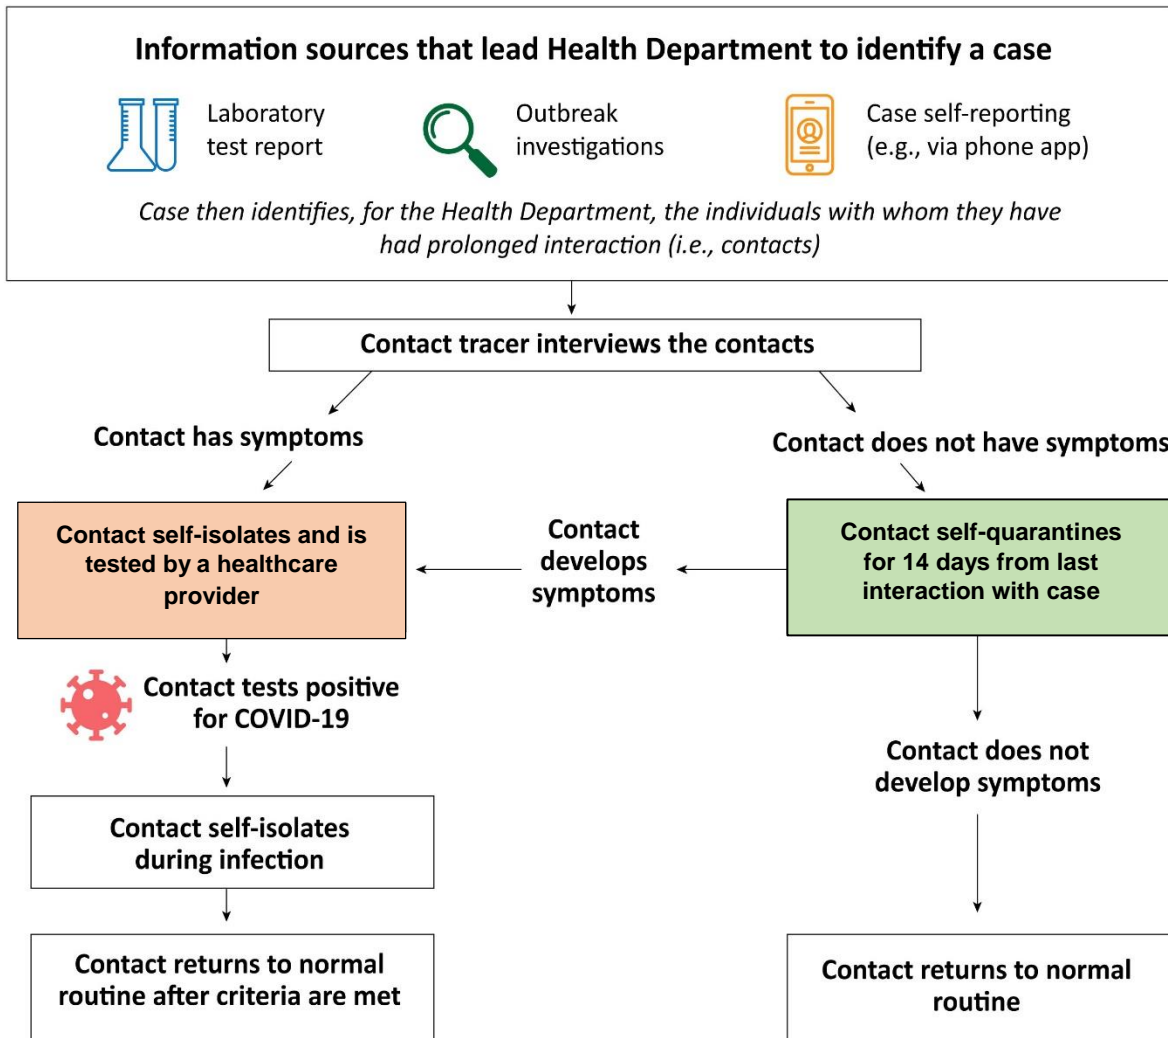 Information sources that lead Health Department to identify a case
Laboratory
test report
Outbreak
investigations
Case self-reporting
(e.g., via phone app)
Case then identifies, for the Health Department, the individuals with whom they have
had prolonged interaction (i.e., contacts)
Contact tracer interviews the contacts
Contact has symptoms
Contact does not have symptoms
Contact self-isolates and is
tested by a healthcare
provider
Contact
develops
symptoms
Contact self-quarantines
for 14 days from last
interaction with case
Contact tests positive
for COVID-19
Contact does not
develop symptoms
Contact self-isolates
during infection
Contact returns to normal
routine after criteria are met
Contact returns to normal
routine